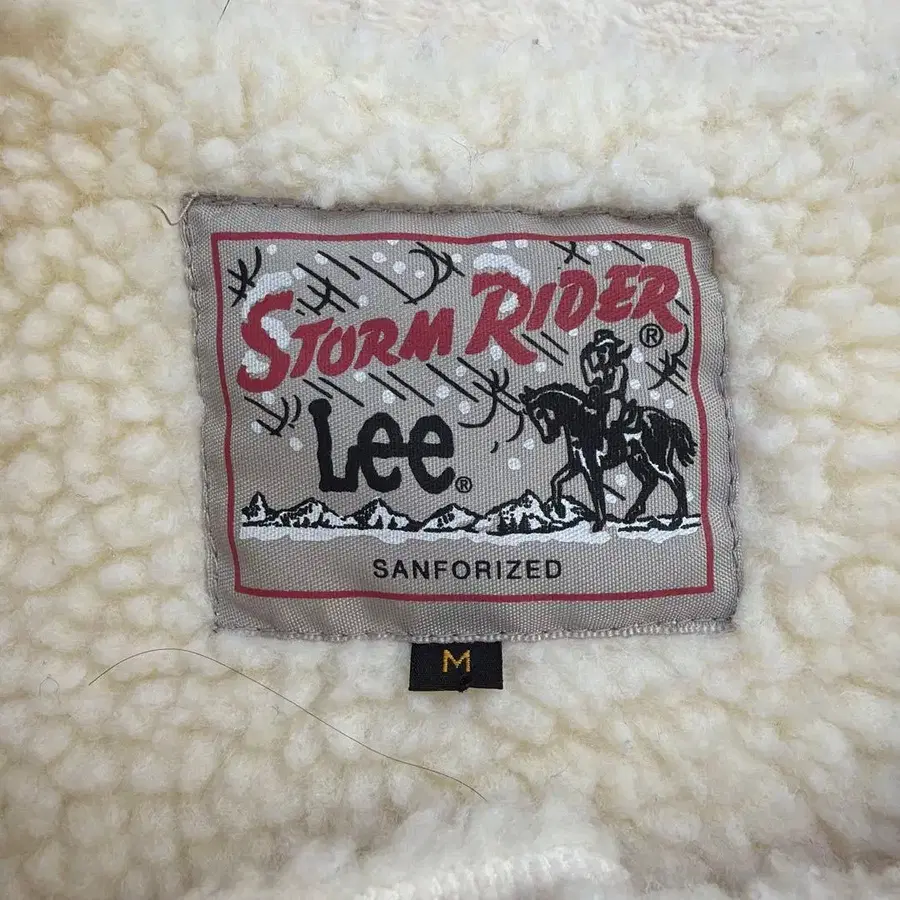 STORM RIDER ®
Lee ®
SANFORIZED
M